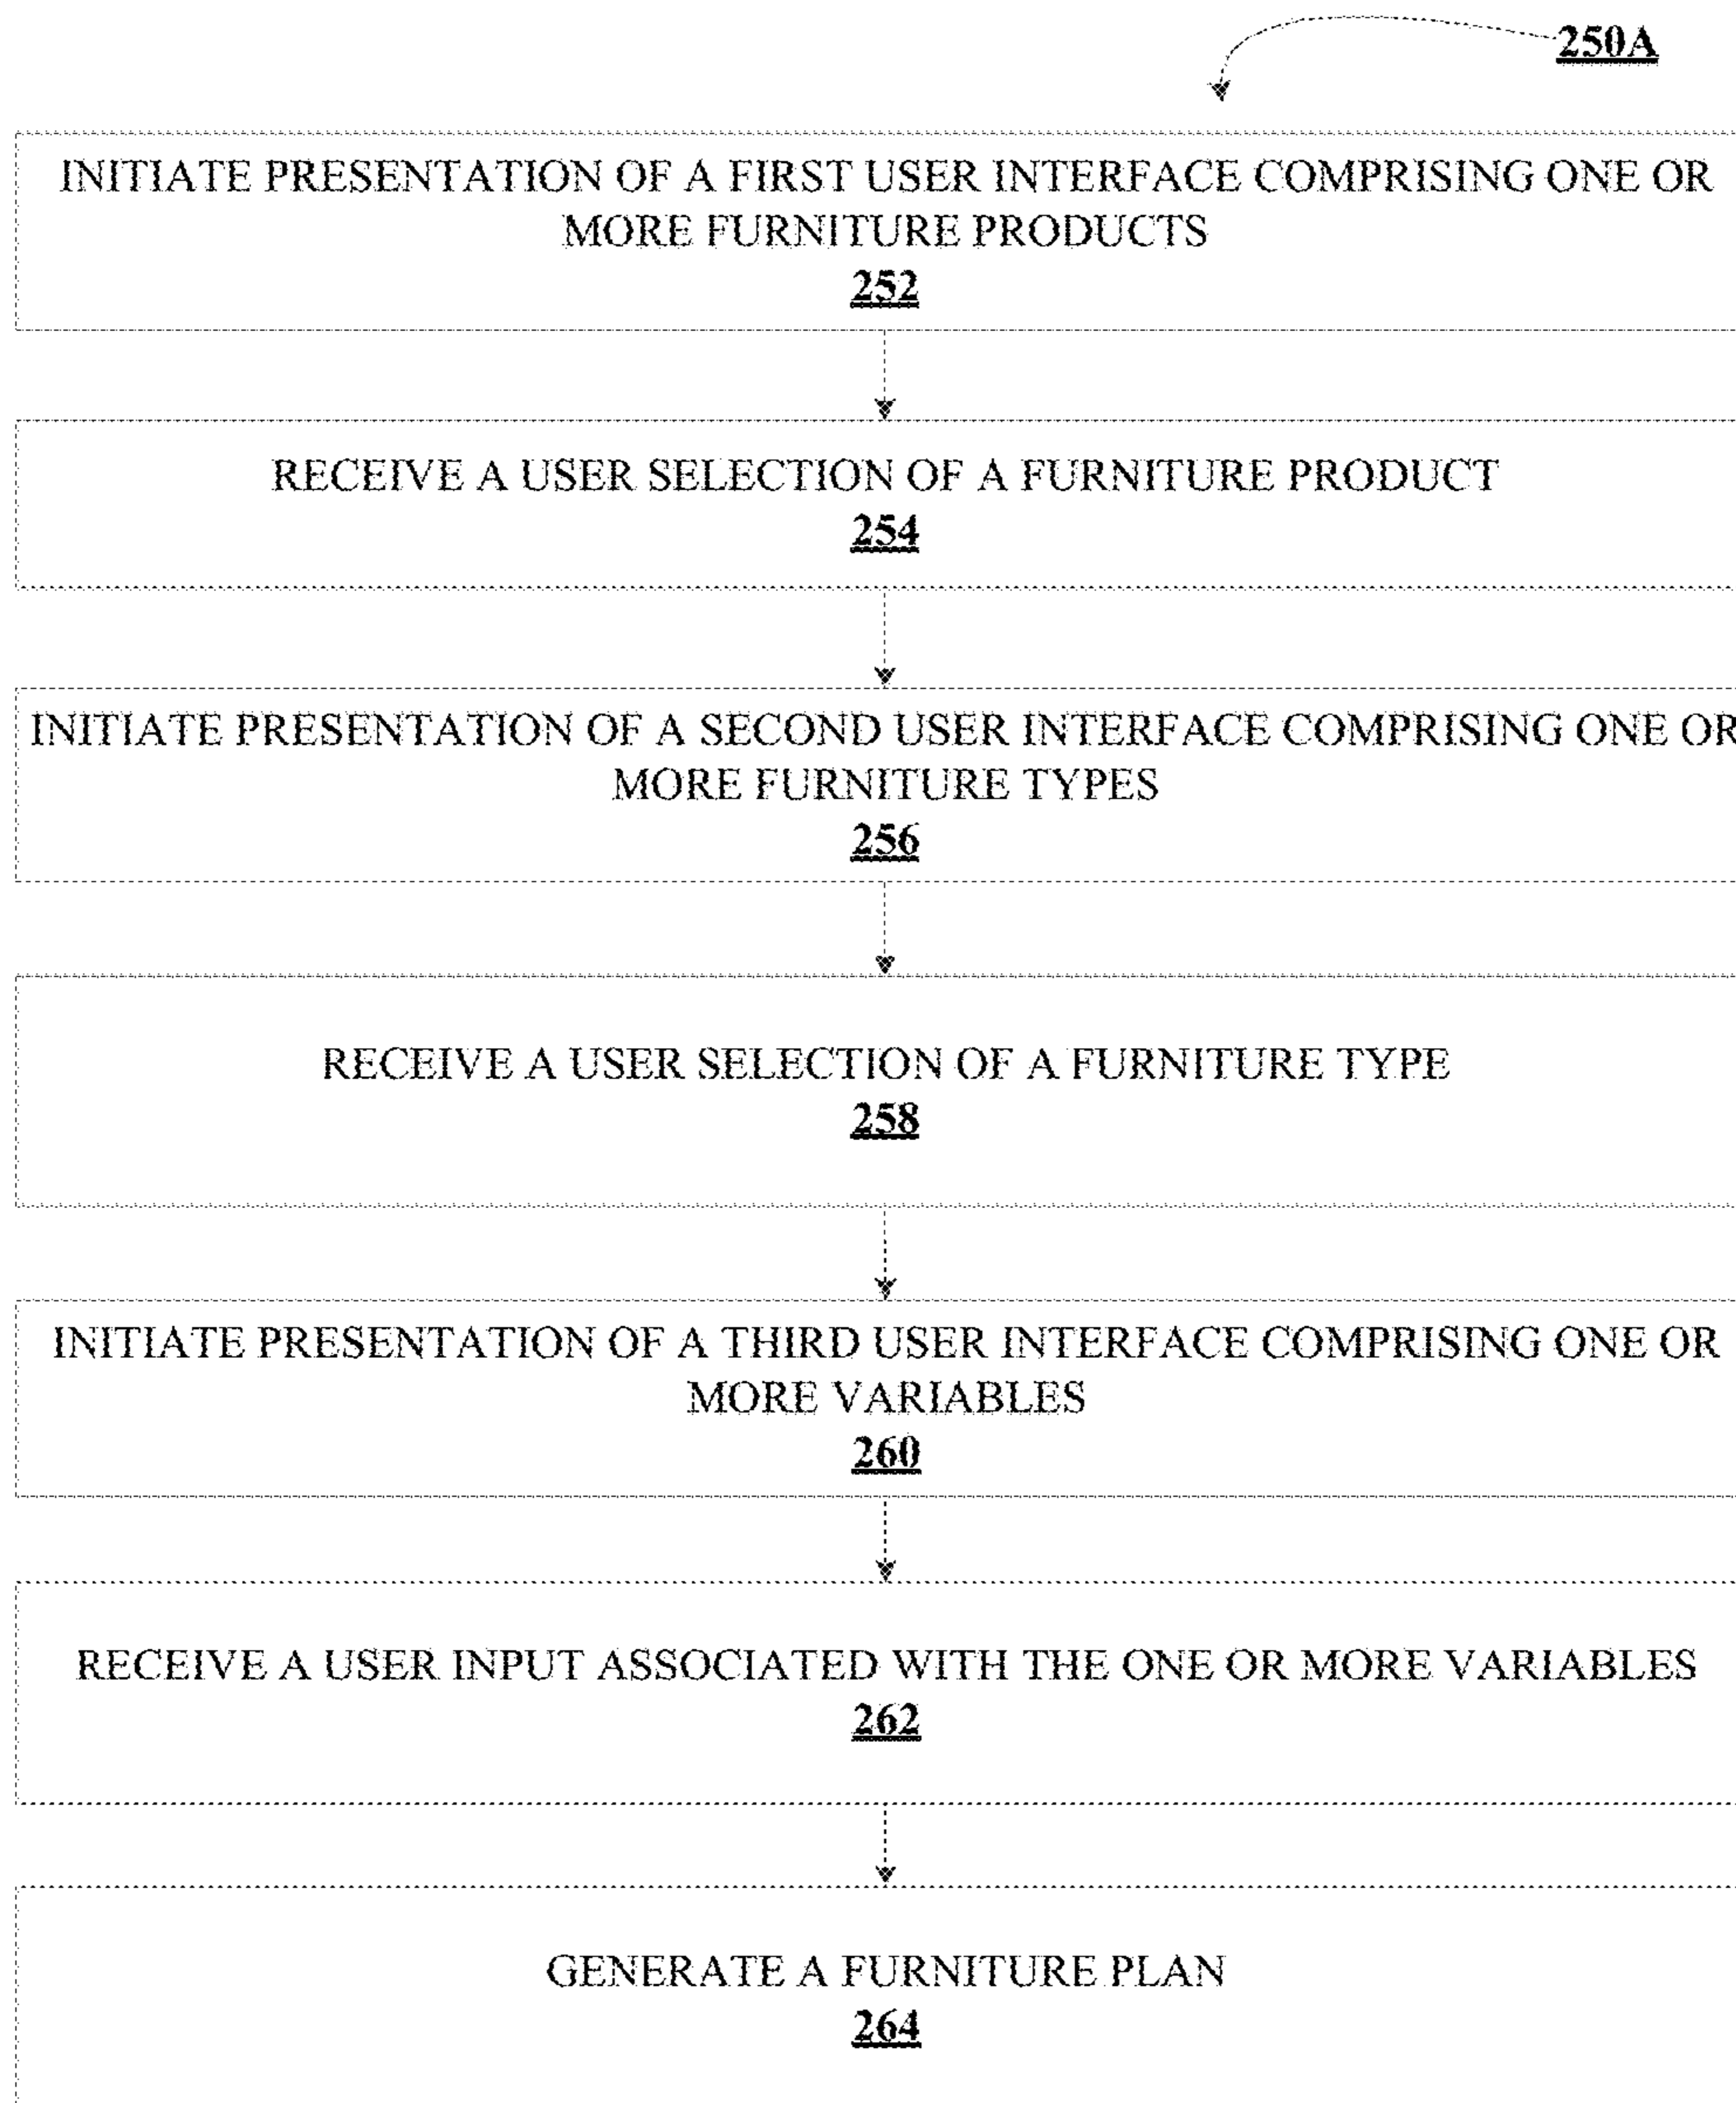 250A
INITIATE PRESENTATION OF A FIRST USER INTERFACE COMPRISING ONE OR
MORE FURNITURE PRODUCTS
252
RECEIVE A USER SELECTION OF A FURNITURE PRODUCT
254
INITIATE PRESENTATION OF A SECOND USER INTERFACE COMPRISING ONE OR
MORE FURNITURE TYPES
256
RECEIVE A USER SELECTION OF A FURNITURE TYPE
258
INITIATE PRESENTATION OF A THIRD USER INTERFACE COMPRISING ONE OR
MORE VARIABLES
260
RECEIVE A USER INPUT ASSOCIATED WITH THE ONE OR MORE VARIABLES
262
GENERATE A FURNITURE PLAN
264